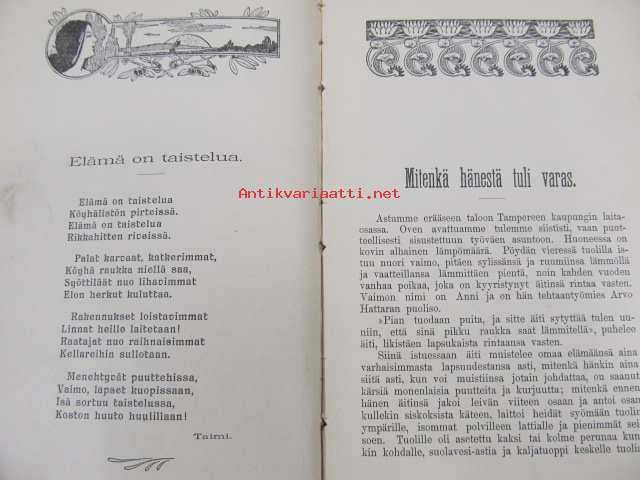 Elämä on taistelua.
Elämä on taistelua
Köyhälistön pirteissä.
Elämä on taistelua
Rikkahitten riveissä.
Palat karvaat, katkerimmat,
Köyhä raukka niellä saa,
Syöttiläät nuo lihavimmat
Elon herkut kuluttaa.
Rakennukset loistavimmat
Linnat heille laitetaan!
Raatajat nuo raihnaisimmat
Kellareihin sullotaan.
Menehtyvät puuttehissa,
Vaimo, lapset kuopissaan,
Isä sortuu taistelussa,
Koston huuto huulillaan!
Taimi.
Antikvariaatti.net
Mitenkä hänestä tuli varas.
Astumme erääseen taloon Tampereen kaupungin laita-
osassa. Oven avattuamme tulemme siististi, vaan puut-
teellisesti sisustettuun työväen asuntoon. Huoneessa on
kovin alhainen lämpömäärä. Pöydän vieressä tuolilla is-
tuu nuori vaimo, pitäen sylissänsä ja ruumiinsa lämmöllä
ja vaatteillansa lämmittäen pientä, noin kahden vuoden
vanhaa poikaa, joka on kyyristynyt äitinsä rintaa vasten.
Vaimon nimi on Anni ja on hän tehtaantyömies Arvo
Hattaran puoliso.
»Pian tuodaan puita, ja sitte äiti sytyttää tulen uu-
niin, että sinä pikku raukka saat lämmitellä», puhelee
äiti, likistäen lapsukaista rintaansa vasten.
Siinä istuessaan äiti muistelee omaa elämäänsä aina
varhaisimmasta lapsuudestansa asti, mitenkä hänkin aina
siitä asti, kun voi muistiinsa jotain johdattaa, on saanut
kärsiä monenlaisia puutteita ja kurjuutta; mitenkä ennen
hänen äitinsä jakoi leivän viiteen osaan ja antoi osan
kullekin siskoksista käteen, laittoi heidät syömään tuolin
ympärille, isommat polvilleen lattialle ja pienimmät sei-
soen. Tuolille oli asetettu kaksi tai kolme perunaa kun-
kin kohdalle, suolavesi-astia ja kaljatuoppi keskelle tuolia